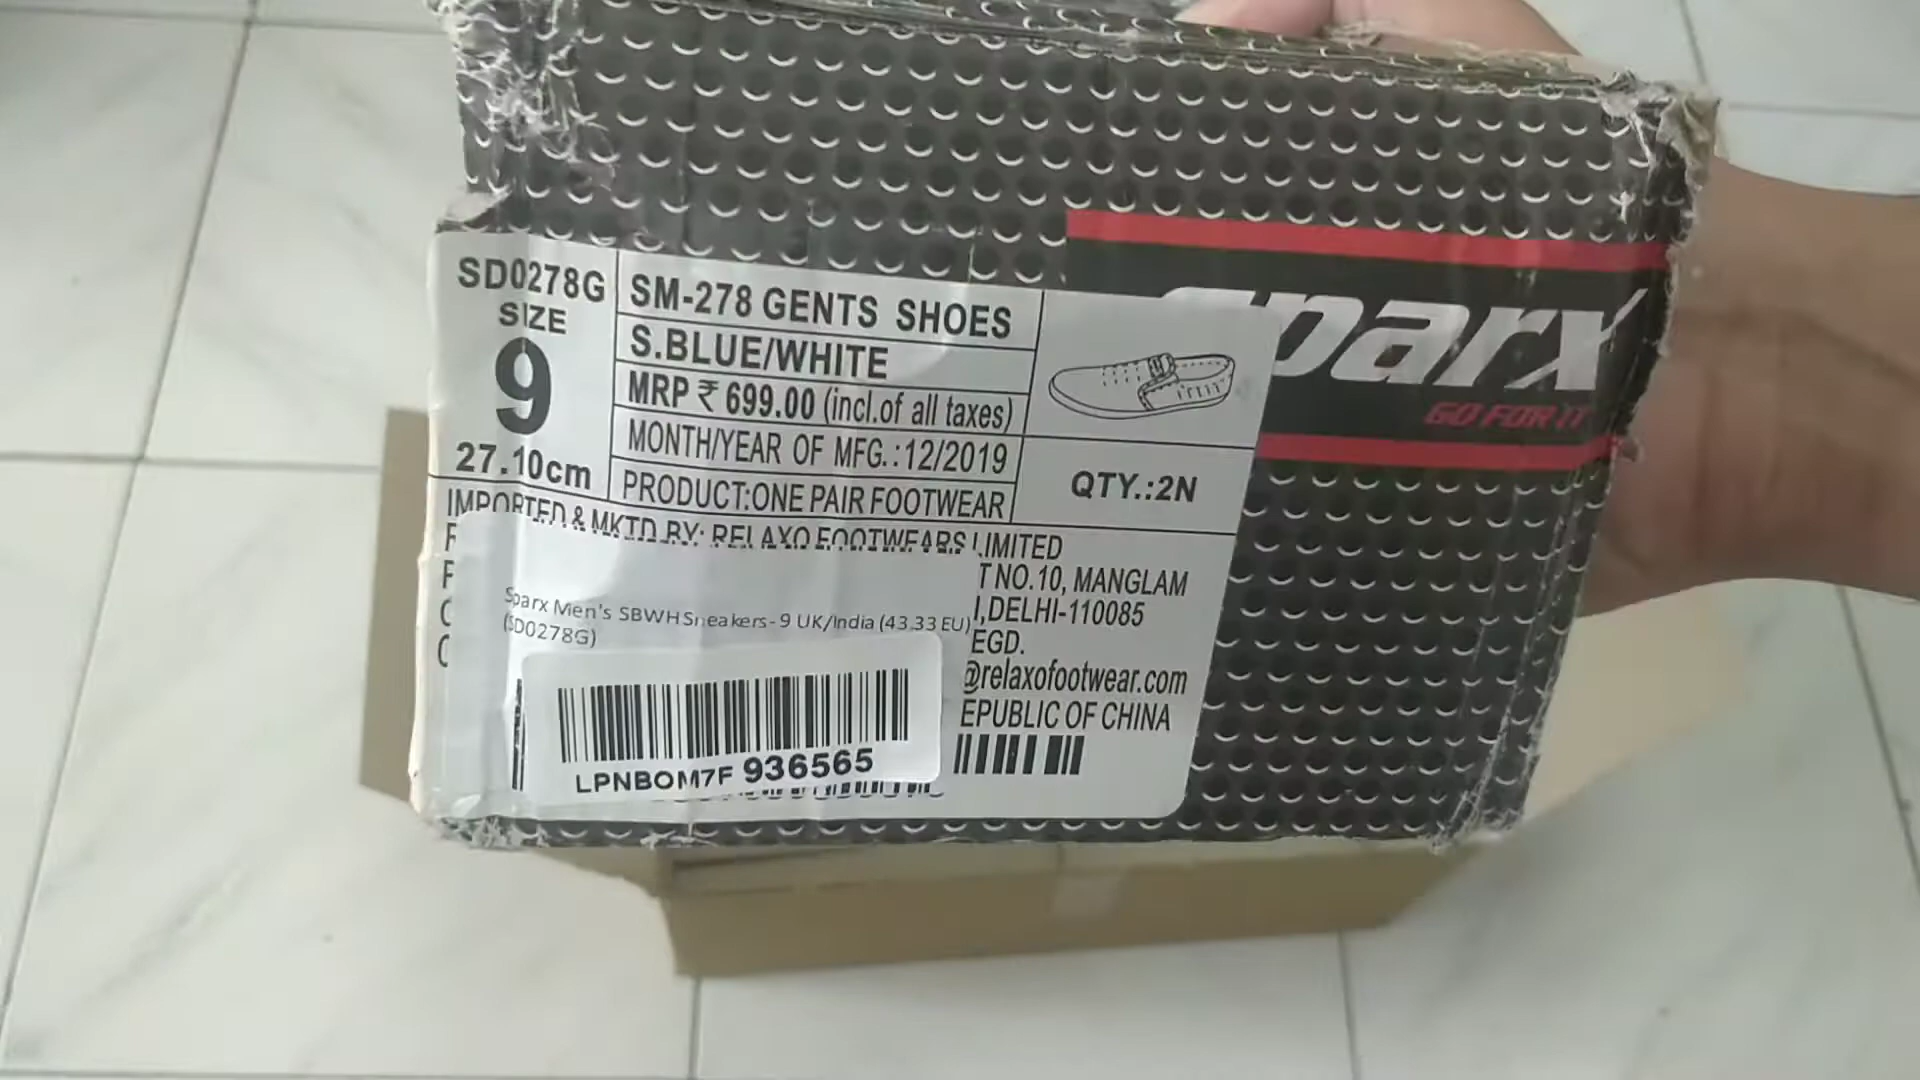 sparx
GO FOR IT
SD0278G
SIZE
9
27.10cm
SM-278 GENTS SHOES
S.BLUE/WHITE
MRP ₹ 699.00 (incl.of all taxes)
MONTH/YEAR OF MFG.:12/2019
PRODUCT:ONE PAIR FOOTWEAR
QTY.:2N
IMPORTED & MKTD.BY: RELAXO FOOTWEARS LIMITED
T NO.10, MANGLAM
I,DELHI-110085
EGD.
@relaxofootwear.com
EPUBLIC OF CHINA
Sparx Men's SBWH Sneakers- 9 UK/India (43.33 EU)
(SD0278G)
LPNBOM7F 936565